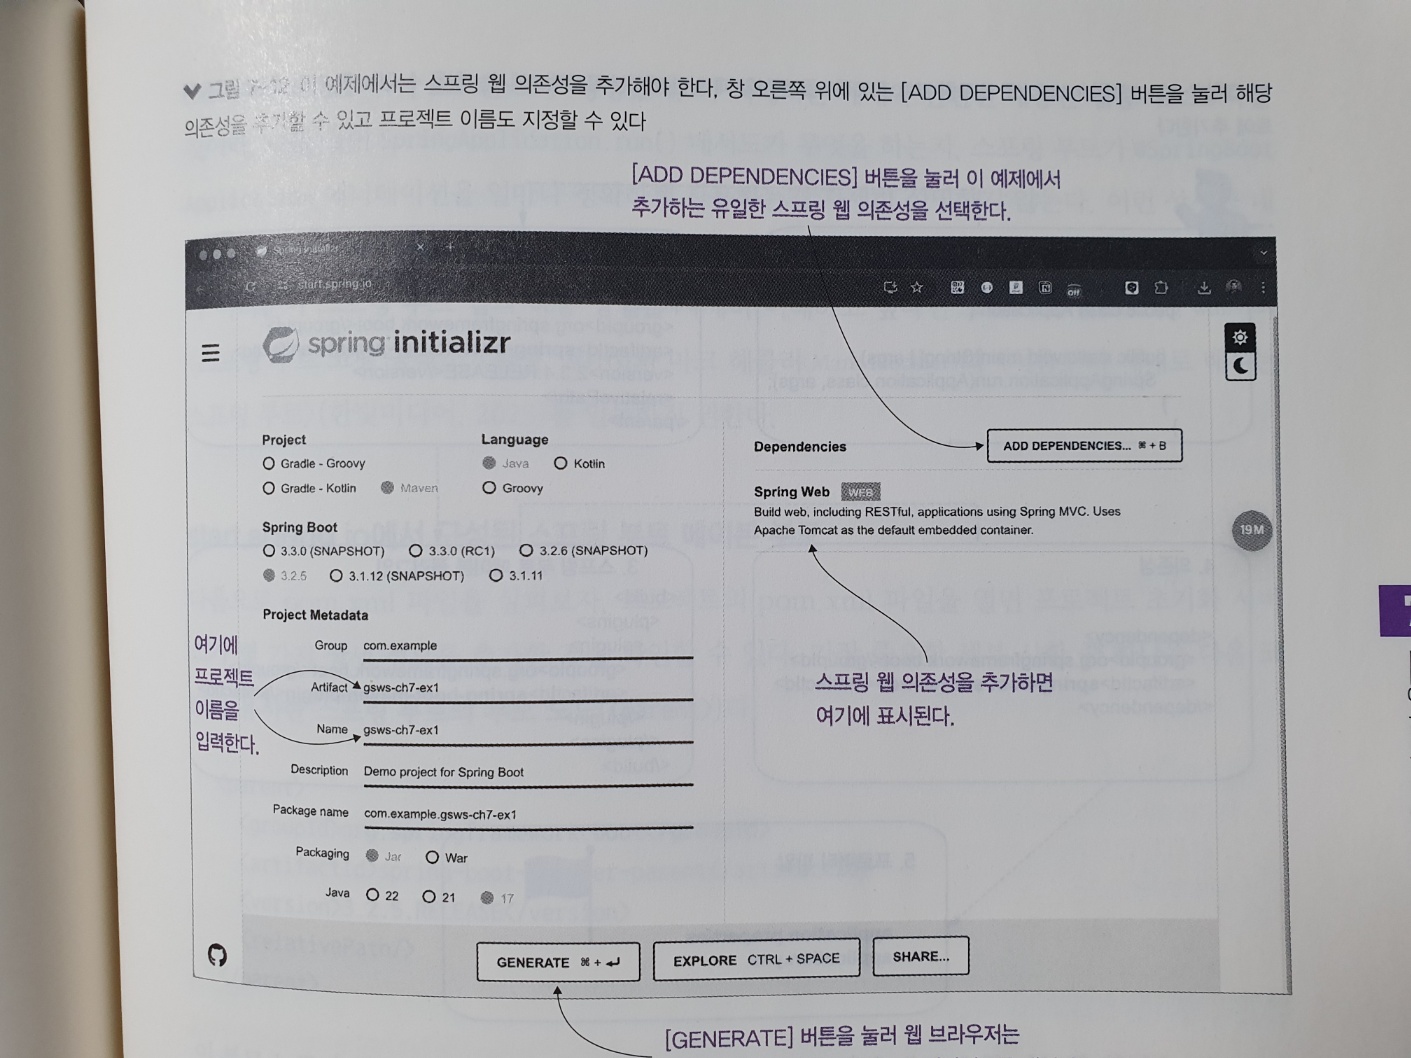 그림 7-12 이 예제에서는 스프링 웹 의존성을 추가해야 한다. 창 오른쪽 위에 있는 [ADD DEPENDENCIES] 버튼을 눌러 해당
의존성을 추가할 수 있고 프로젝트 이름도 지정할 수 있다
[ADD DEPENDENCIES] 버튼을 눌러 이 예제에서
추가하는 유일한 스프링 웹 의존성을 선택한다.
start.spring.io
Off
spring initializr
Project
Language
Gradle - Groovy
Java Kotlin
Gradle - Kotlin Maven
Groovy
Spring Boot
3.3.0 (SNAPSHOT) 3.3.0 (RC1) 3.2.6 (SNAPSHOT)
3.2.5 3.1.12 (SNAPSHOT) 3.1.11
Project Metadata
Group com.example
Artifact gsws-ch7-ex1
Name gsws-ch7-ex1
Description Demo project for Spring Boot
Package name com.example.gsws-ch7-ex1
Packaging Jar War
Java 22 21 17
여기에
프로젝트
이름을
입력한다.
Dependencies
ADD DEPENDENCIES... ⌘ + B
Spring Web WEB
Build web, including RESTful, applications using Spring MVC. Uses
Apache Tomcat as the default embedded container.
19M
스프링 웹 의존성을 추가하면
여기에 표시된다.
GENERATE ⌘ + ↵
EXPLORE CTRL + SPACE
SHARE...
[GENERATE] 버튼을 눌러 웹 브라우저는